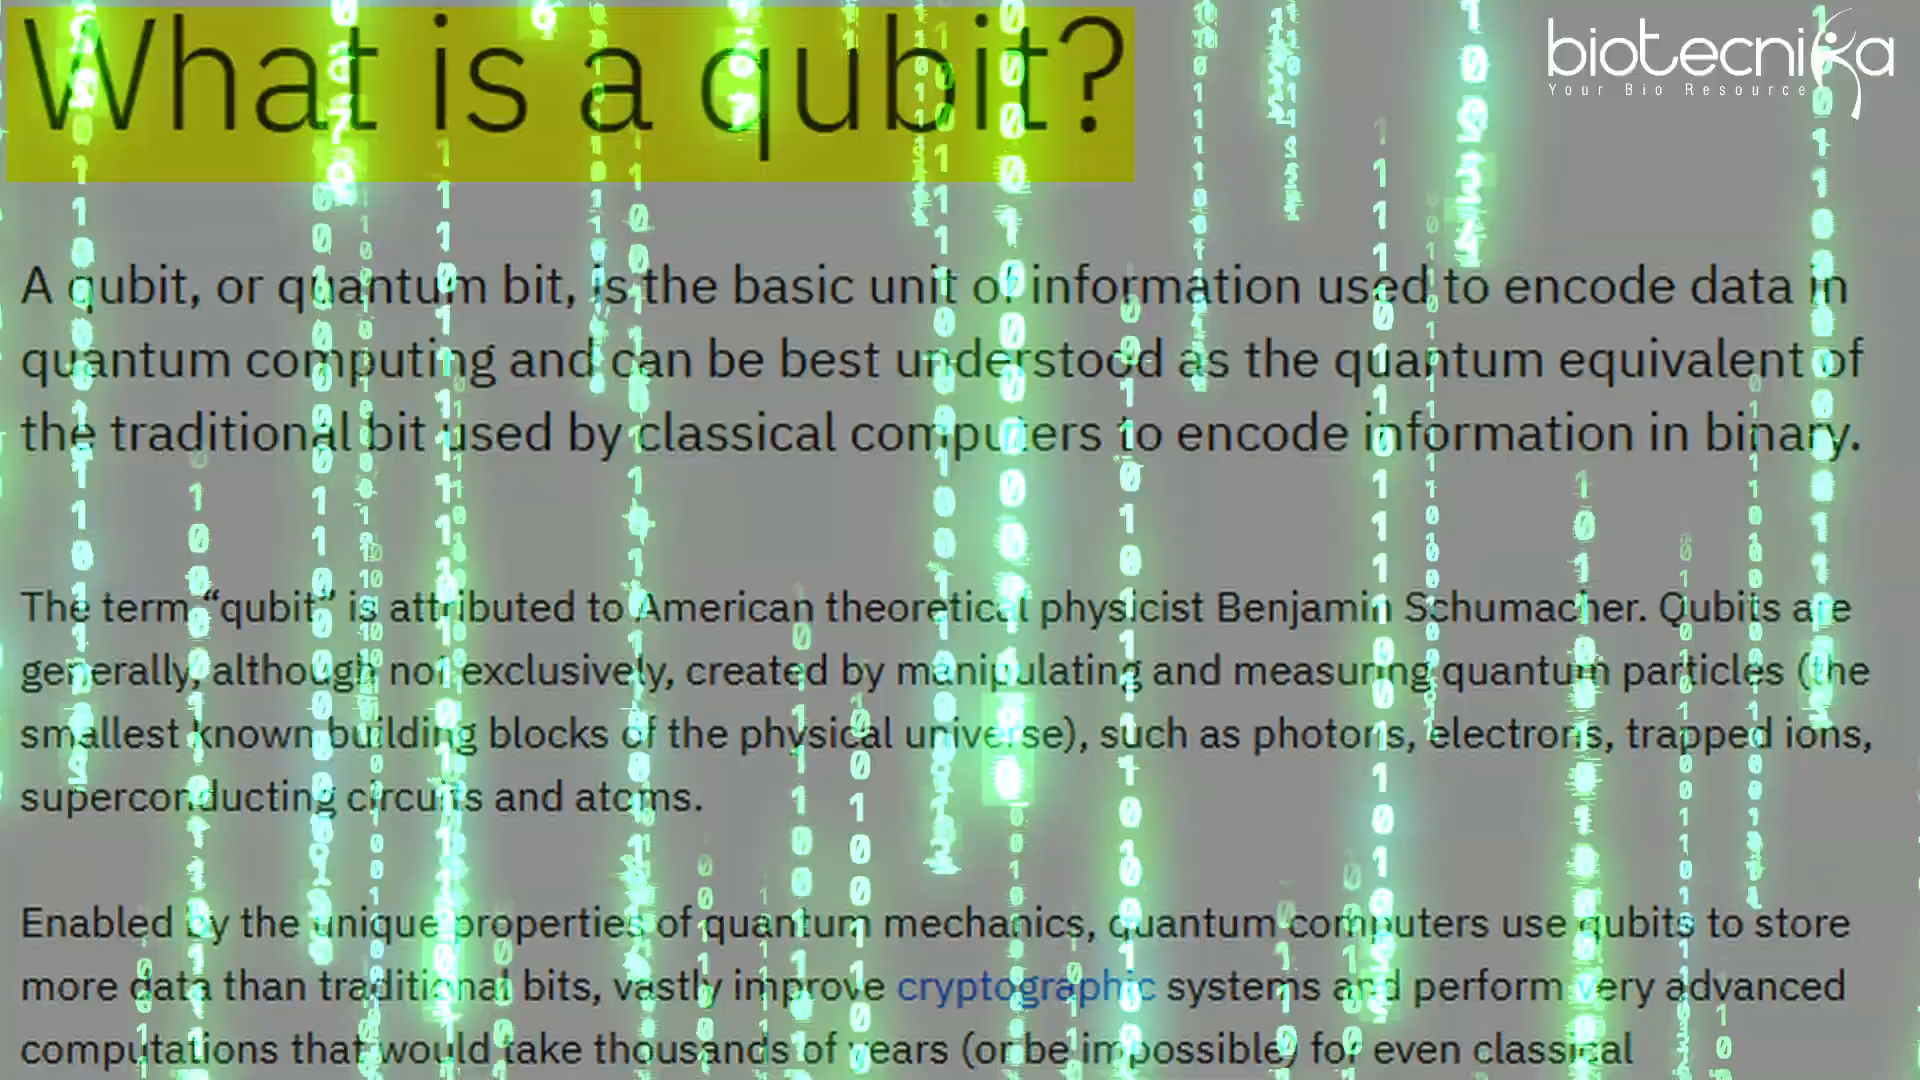 What is a qubit?
biotecnika
Your Bio Resource
A qubit, or quantum bit, is the basic unit of information used to encode data in
quantum computing and can be best understood as the quantum equivalent of
the traditional bit used by classical computers to encode information in binary.
The term “qubit” is attributed to American theoretical physicist Benjamin Schumacher. Qubits are
generally, although not exclusively, created by manipulating and measuring quantum particles (the
smallest known building blocks of the physical universe), such as photons, electrons, trapped ions,
superconducting circuits and atoms.
Enabled by the unique properties of quantum mechanics, quantum computers use qubits to store
more data than traditional bits, vastly improve cryptographic systems and perform very advanced
computations that would take thousands of years (or be impossible) for even classical